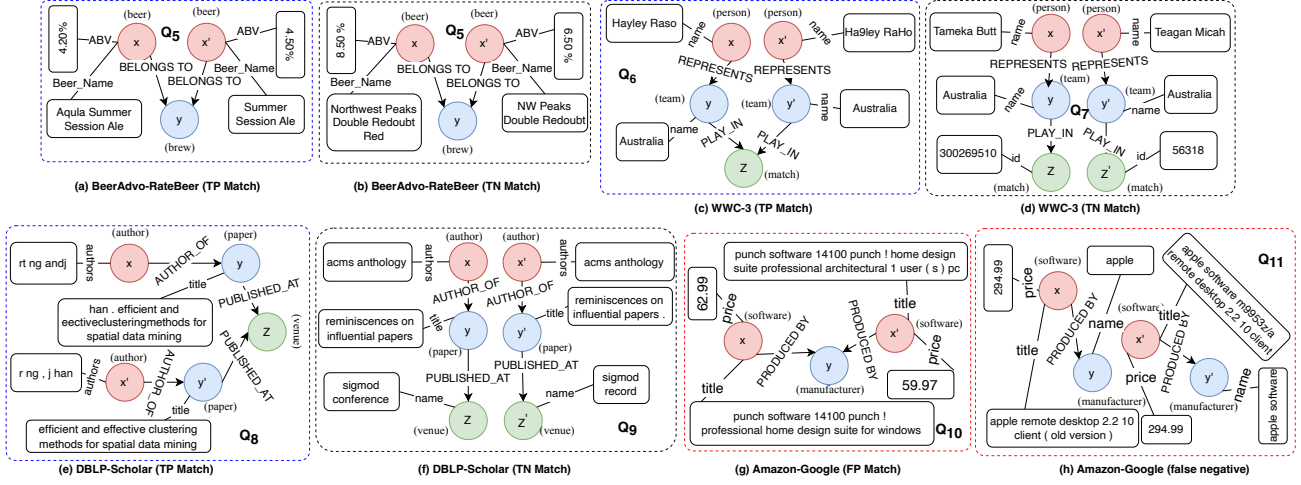 (beer)
(beer)
Q5
4.20%
ABV
x
x'
ABV
4.50%
Beer_Name
BELONGS TO
BELONGS TO
Beer_Name
Aqula Summer
Session Ale
y
Summer
Session Ale
(brew)
(a) BeerAdvo-RateBeer (TP Match)
(beer)
(beer)
Q5
8.50 %
ABV
x
x'
ABV
6.50 %
Beer_Name
BELONGS TO
BELONGS TO
Beer_Name
Northwest Peaks
Double Redoubt
Red
y
NW Peaks
Double Redoubt
(brew)
(b) BeerAdvo-RateBeer (TN Match)
(person)
(person)
Hayley Raso
name
x
x'
name
Ha9ley RaHo
Q6
REPRESENTS
REPRESENTS
(team)
y
(team)
y'
name
Australia
Australia
name
PLAY_IN
PLAY_IN
Z
(match)
(c) WWC-3 (TP Match)
(person)
(person)
Tameka Butt
name
x
x'
name
Teagan Micah
REPRESENTS
REPRESENTS
(team)
(team)
Australia
name
y
Q7
y'
name
Australia
PLAY_IN
PLAY_IN
300269510
id
Z
Z'
id
56318
(match)
(match)
(d) WWC-3 (TN Match)
(author)
(paper)
rt ng andj
authors
x
AUTHOR_OF
y
title
PUBLISHED_AT
han . efficient and
eectiveclusteringmethods for
spatial data mining
Z
(venue)
(author)
r ng , j han
authors
x'
AUTHOR_OF
y'
(paper)
PUBLISHED_AT
title
efficient and effective clustering
methods for spatial data mining
Q8
(e) DBLP-Scholar (TP Match)
(author)
(author)
acms anthology
authors
x
x'
authors
acms anthology
AUTHOR_OF
AUTHOR_OF
reminiscences on
influential papers
title
y
y'
title
reminiscences on
influential papers .
(paper)
(paper)
PUBLISHED_AT
PUBLISHED_AT
sigmod
conference
name
Z
Z'
name
sigmod
record
(venue)
(venue)
Q9
(f) DBLP-Scholar (TN Match)
punch software 14100 punch ! home design
suite professional architectural 1 user ( s ) pc
62.99
price
title
(software)
x
x'
(software)
PRODUCED BY
PRODUCED BY
price
title
y
(manufacturer)
59.97
punch software 14100 punch !
professional home design suite for windows
Q10
(g) Amazon-Google (FP Match)
294.99
price
(software)
x
apple
apple software m9953z/a
remote desktop 2.2 10 client
Q11
title
PRODUCED BY
name
(software)
title
x'
PRODUCED BY
y
price
y'
(manufacturer)
(manufacturer)
name
apple remote desktop 2.2 10
client ( old version )
294.99
apple software
(h) Amazon-Google (false negative)